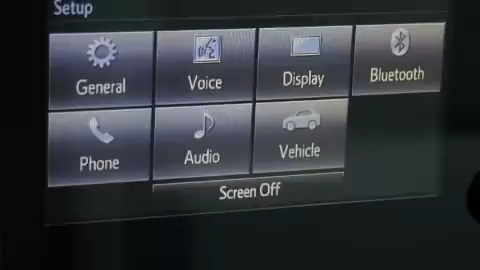 Setup
General
Voice
Display
Bluetooth
Phone
Audio
Vehicle
Screen Off